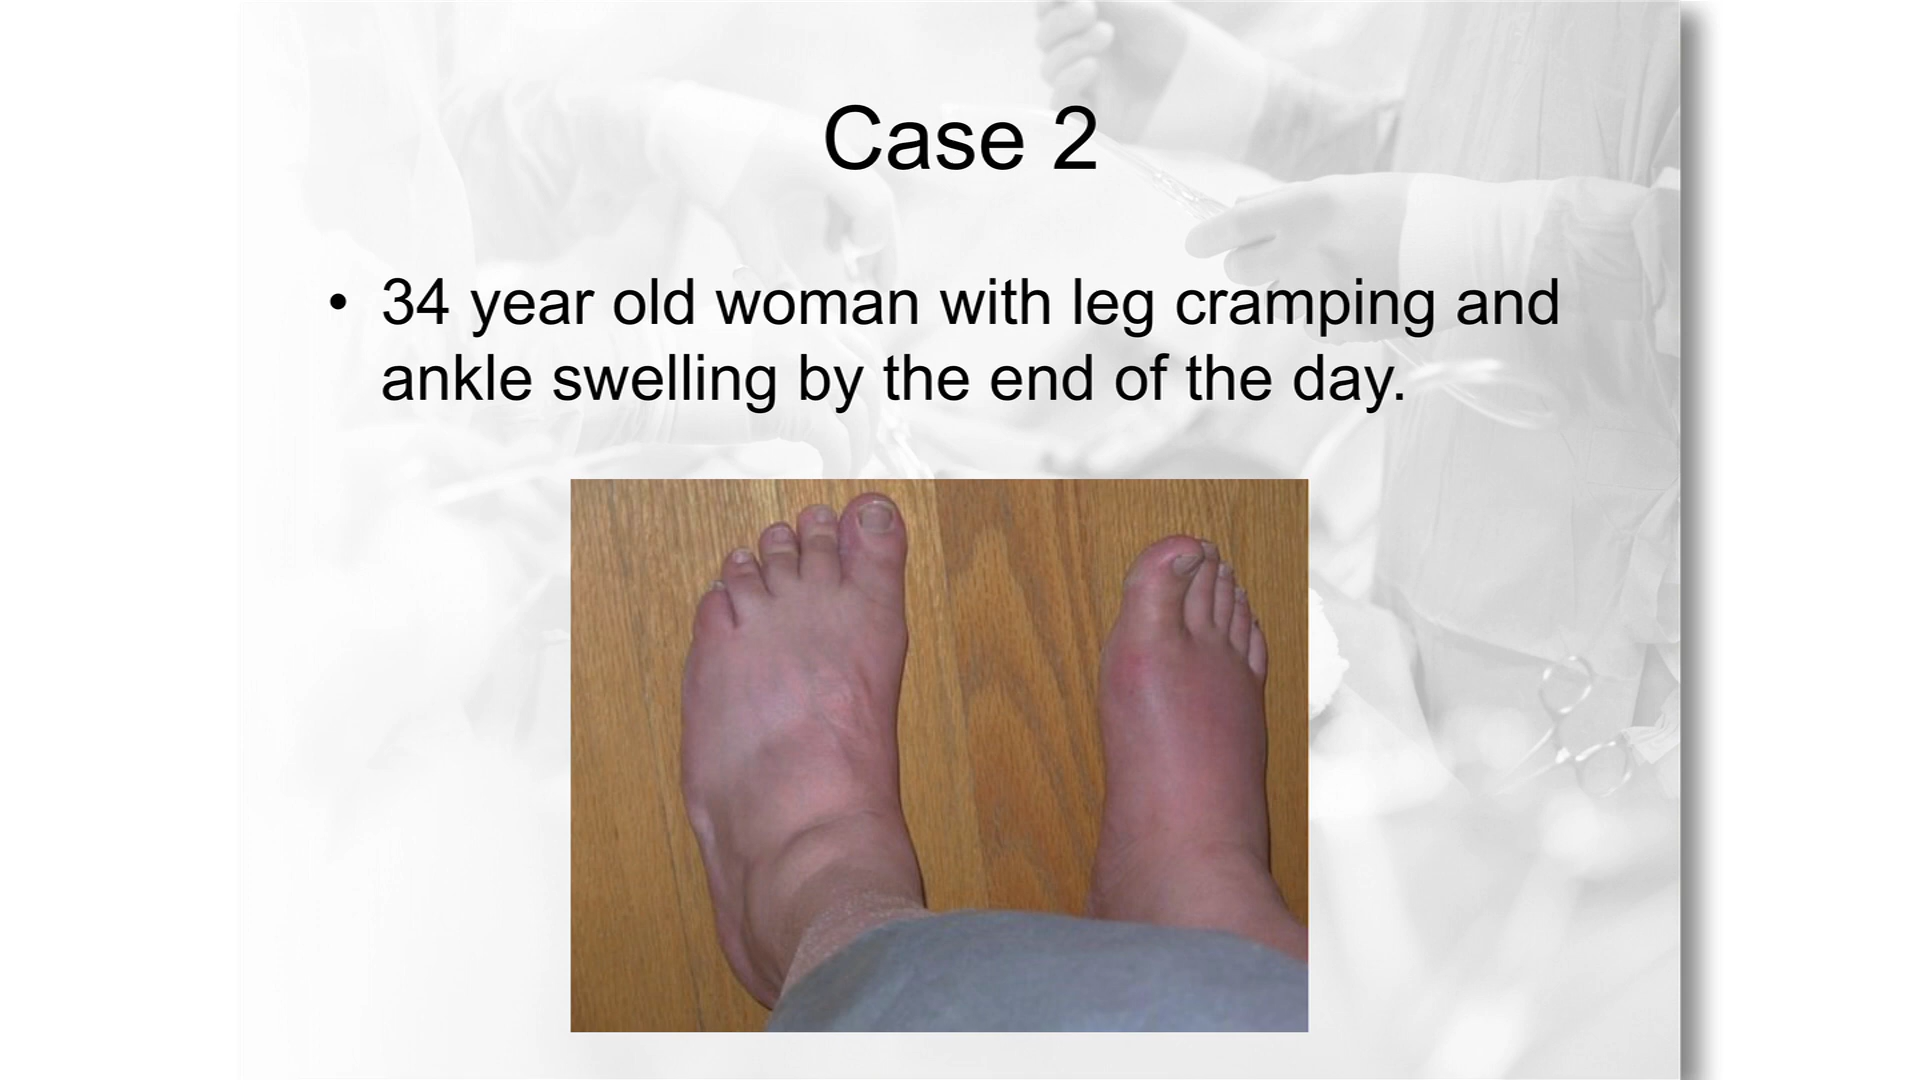 Case 2
• 34 year old woman with leg cramping and
ankle swelling by the end of the day.